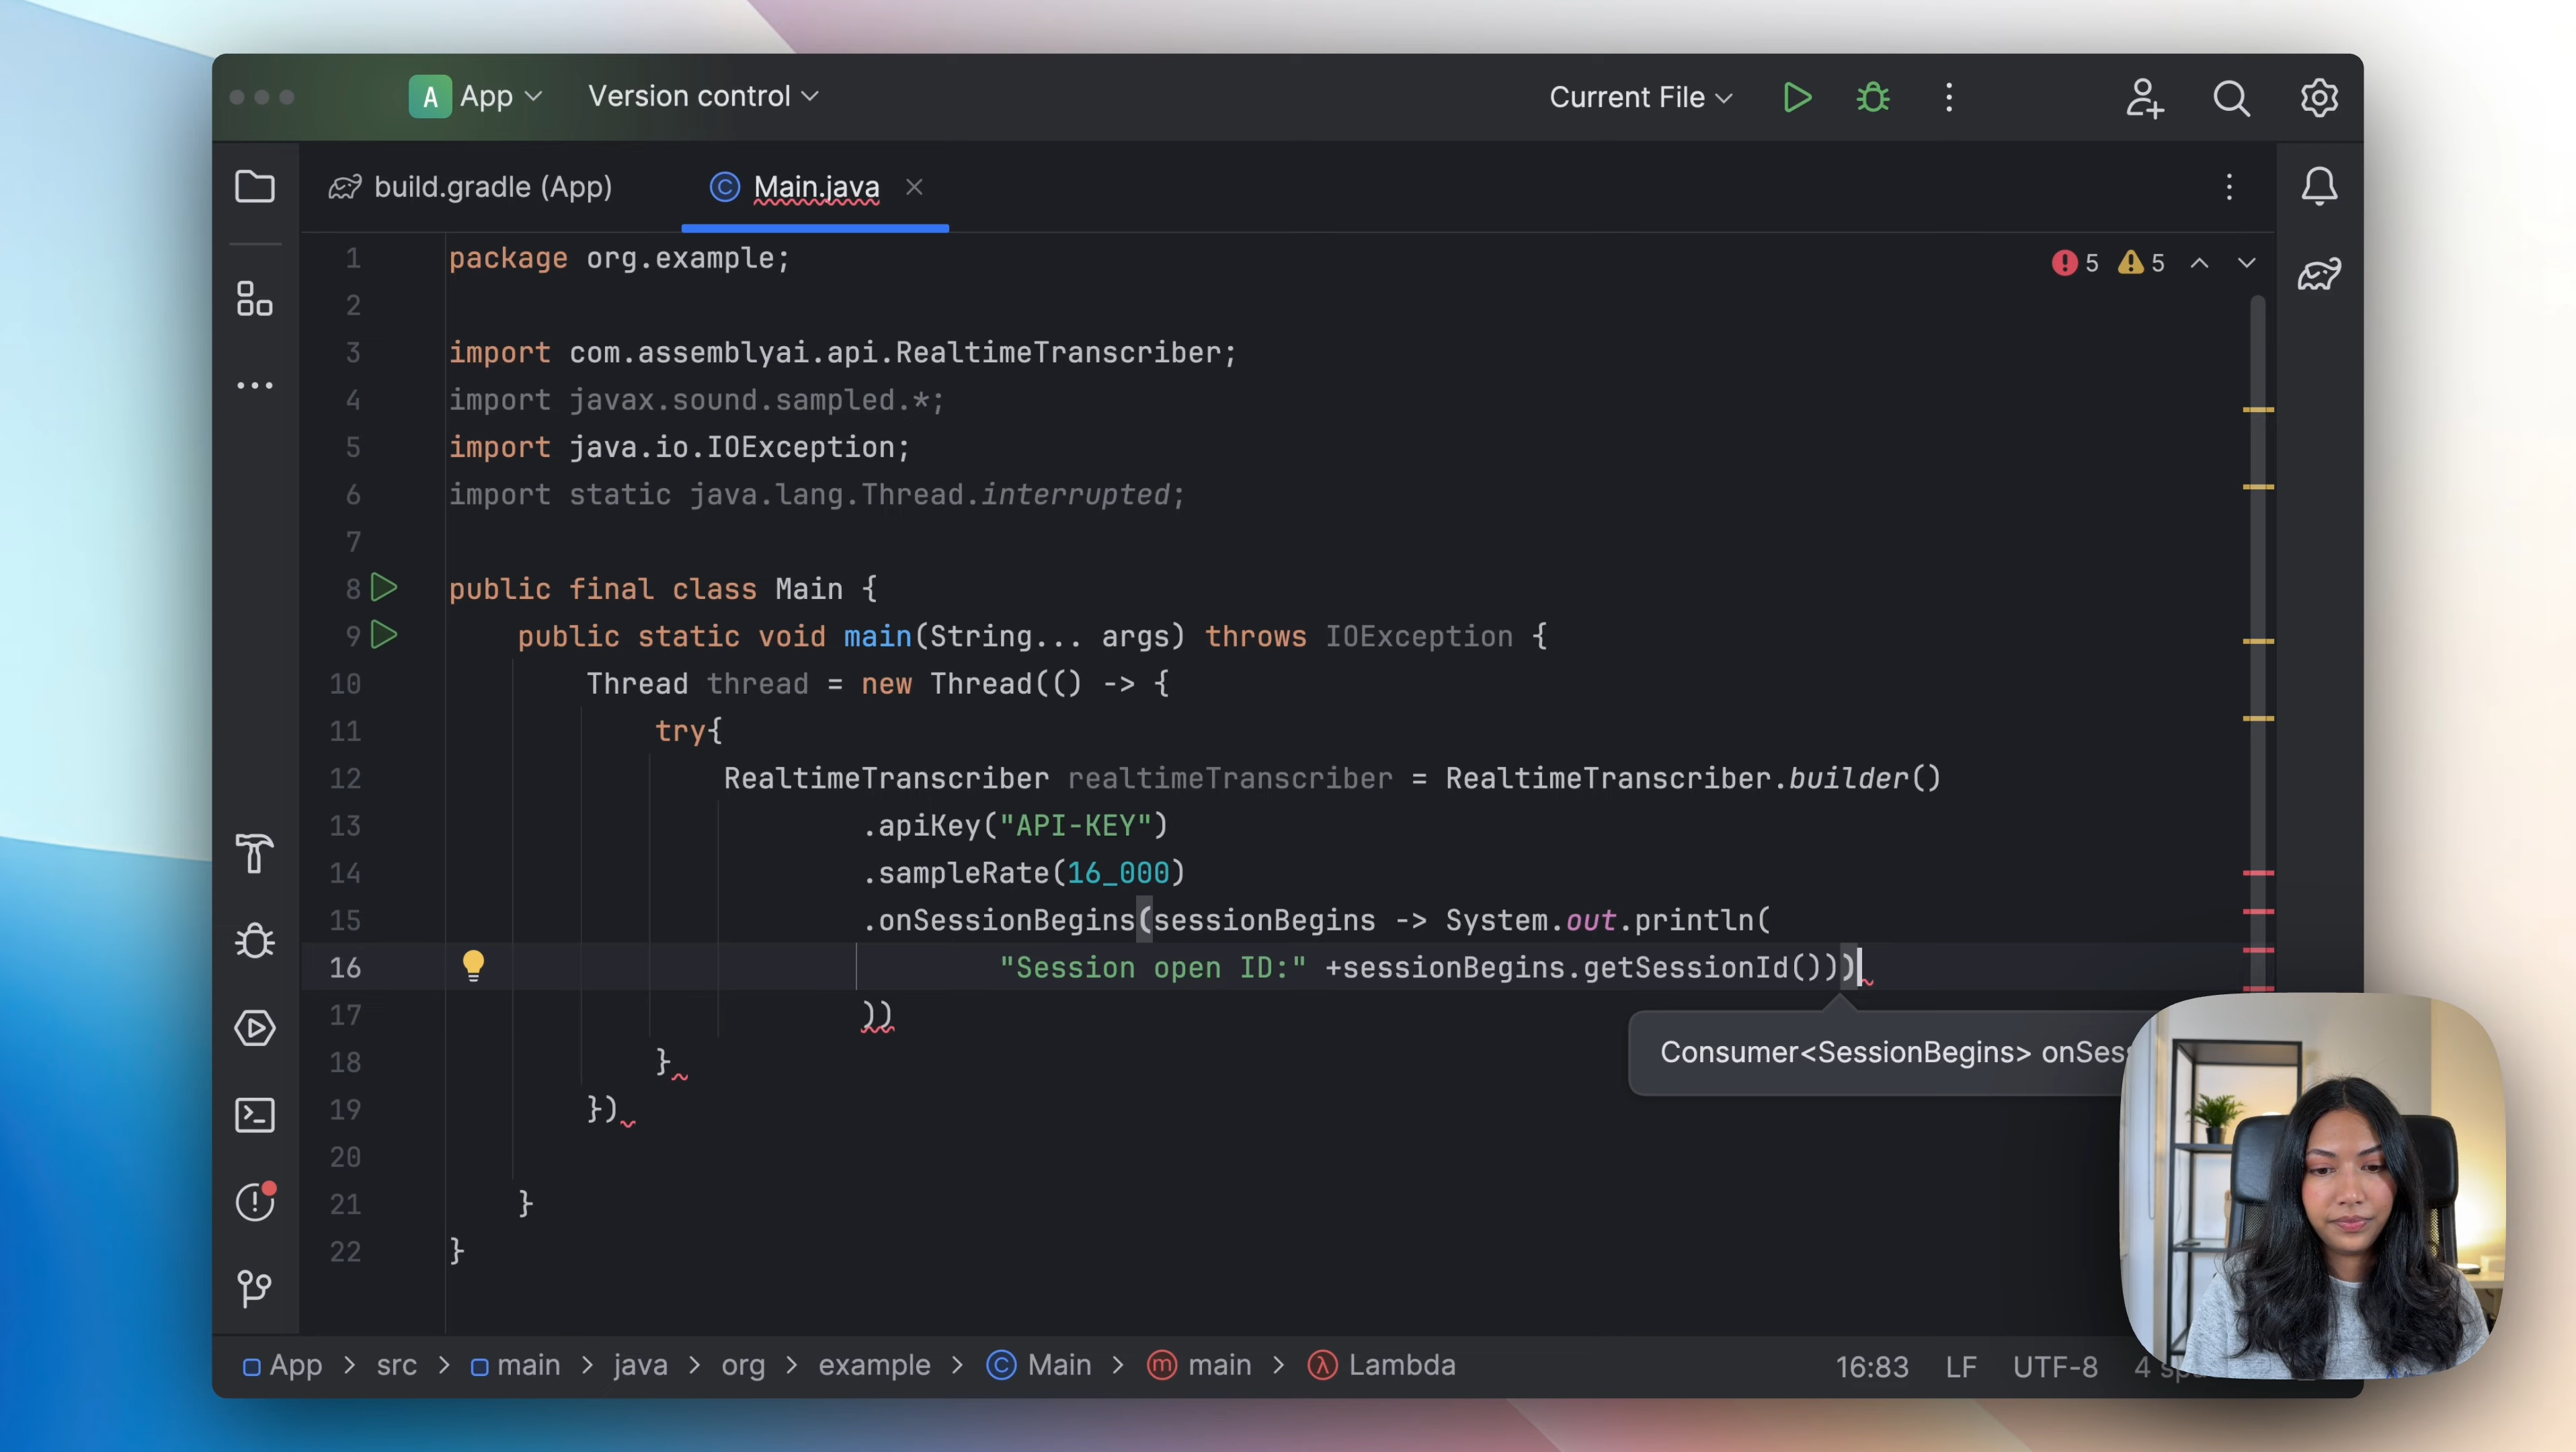 A App Version control Current File
build.gradle (App) Main.java
5 5
1 package org.example;
2
3 import com.assemblyai.api.RealtimeTranscriber;
4 import javax.sound.sampled.*;
5 import java.io.IOException;
6 import static java.lang.Thread.interrupted;
7
8 public final class Main {
9 public static void main(String... args) throws IOException {
10 Thread thread = new Thread(() -> {
11 try{
12 RealtimeTranscriber realtimeTranscriber = RealtimeTranscriber.builder()
13 .apiKey("API-KEY")
14 .sampleRate(16_000)
15 .onSessionBegins(sessionBegins -> System.out.println(
16 "Session open ID:" +sessionBegins.getSessionId()))
17 ))
Consumer<SessionBegins>
18 }
19 })
20
21 }
22 }
App > src > main > java > org > example > Main > main > Lambda 16:83 LF UTF-8 4